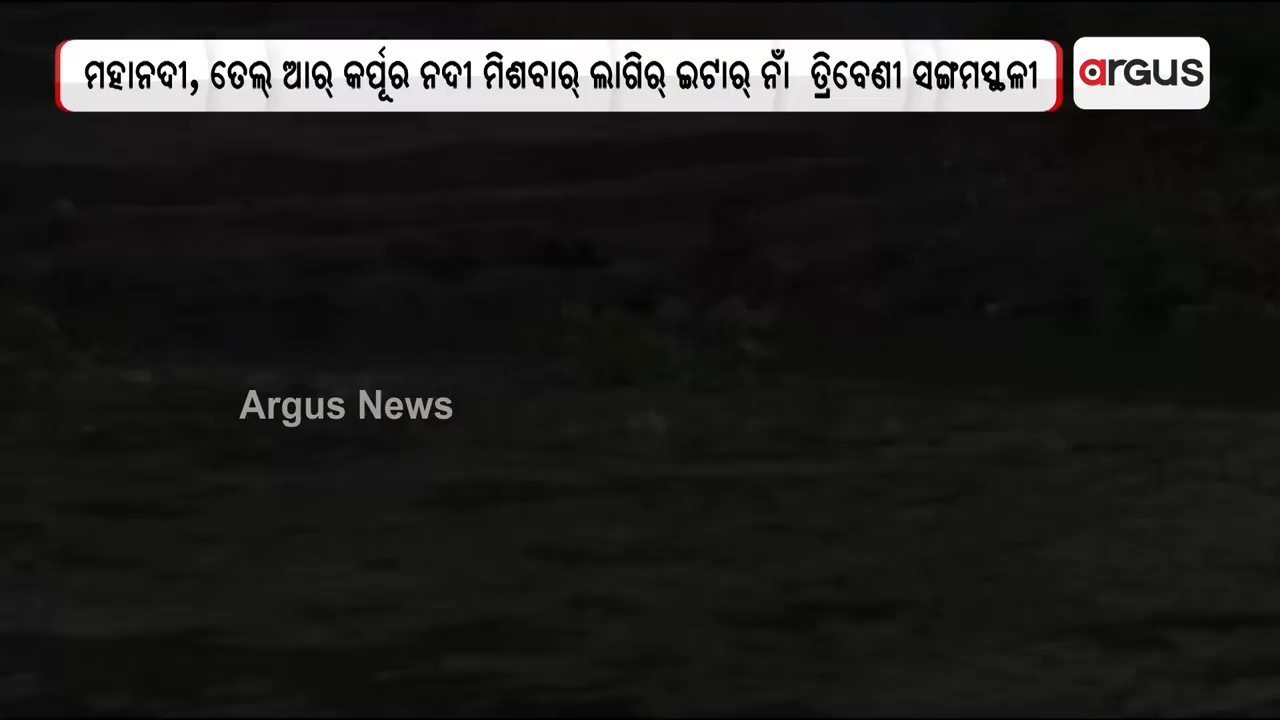 ମହାନଦୀ, ତେଲ୍ ଆର୍ କର୍ପୂର ନଦୀ ମିଶବାର୍ ଲାଗିର୍ ଇଟାର୍ ନାଁ ତ୍ରିବେଣୀ ସଙ୍ଗମସ୍ଥଳୀ
argus
Argus News